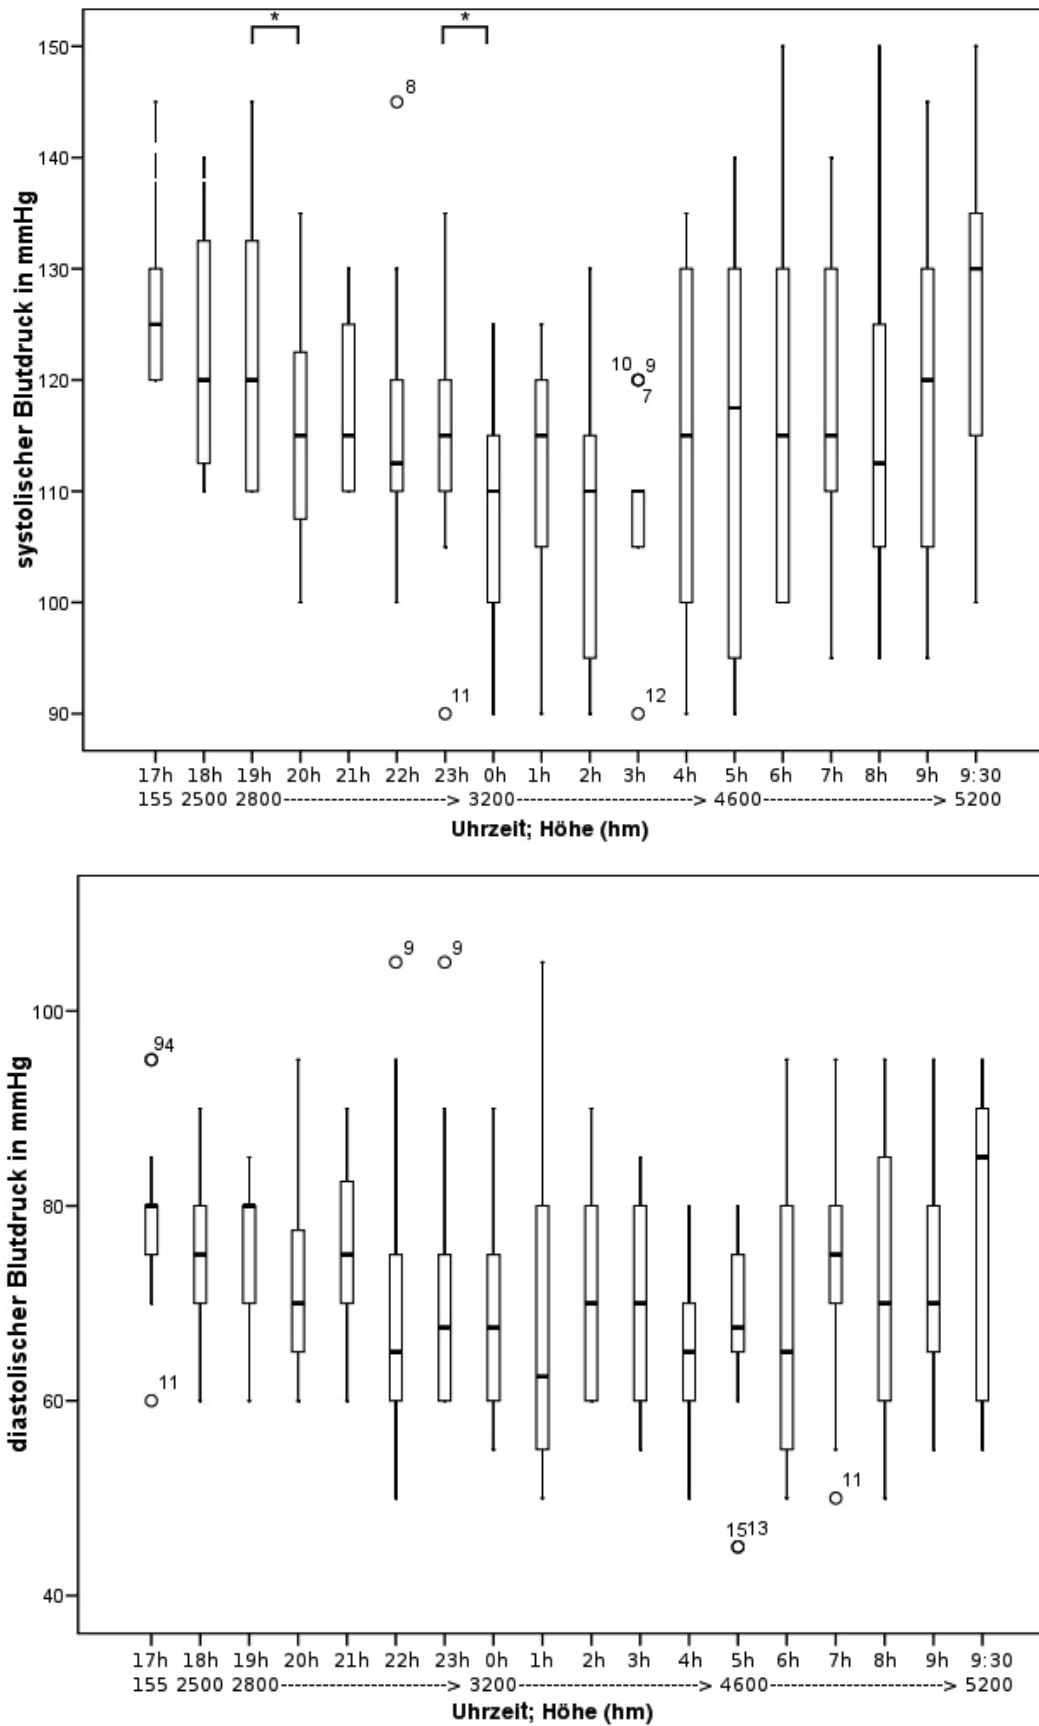 * *
systolischer Blutdruck in mmHg
150
8
140
130
10 9
7
120
110
100
11 12
90
17h 18h 19h 20h 21h 22h 23h 0h 1h 2h 3h 4h 5h 6h 7h 8h 9h 9:30
155 2500 2800--------------------> 3200---------------------> 4600--------------------> 5200
Uhrzeit; Höhe (hm)
diastolischer Blutdruck in mmHg
9 9
100
94
80
11
60
11
1513
40
17h 18h 19h 20h 21h 22h 23h 0h 1h 2h 3h 4h 5h 6h 7h 8h 9h 9:30
155 2500 2800--------------------> 3200---------------------> 4600--------------------> 5200
Uhrzeit; Höhe (hm)